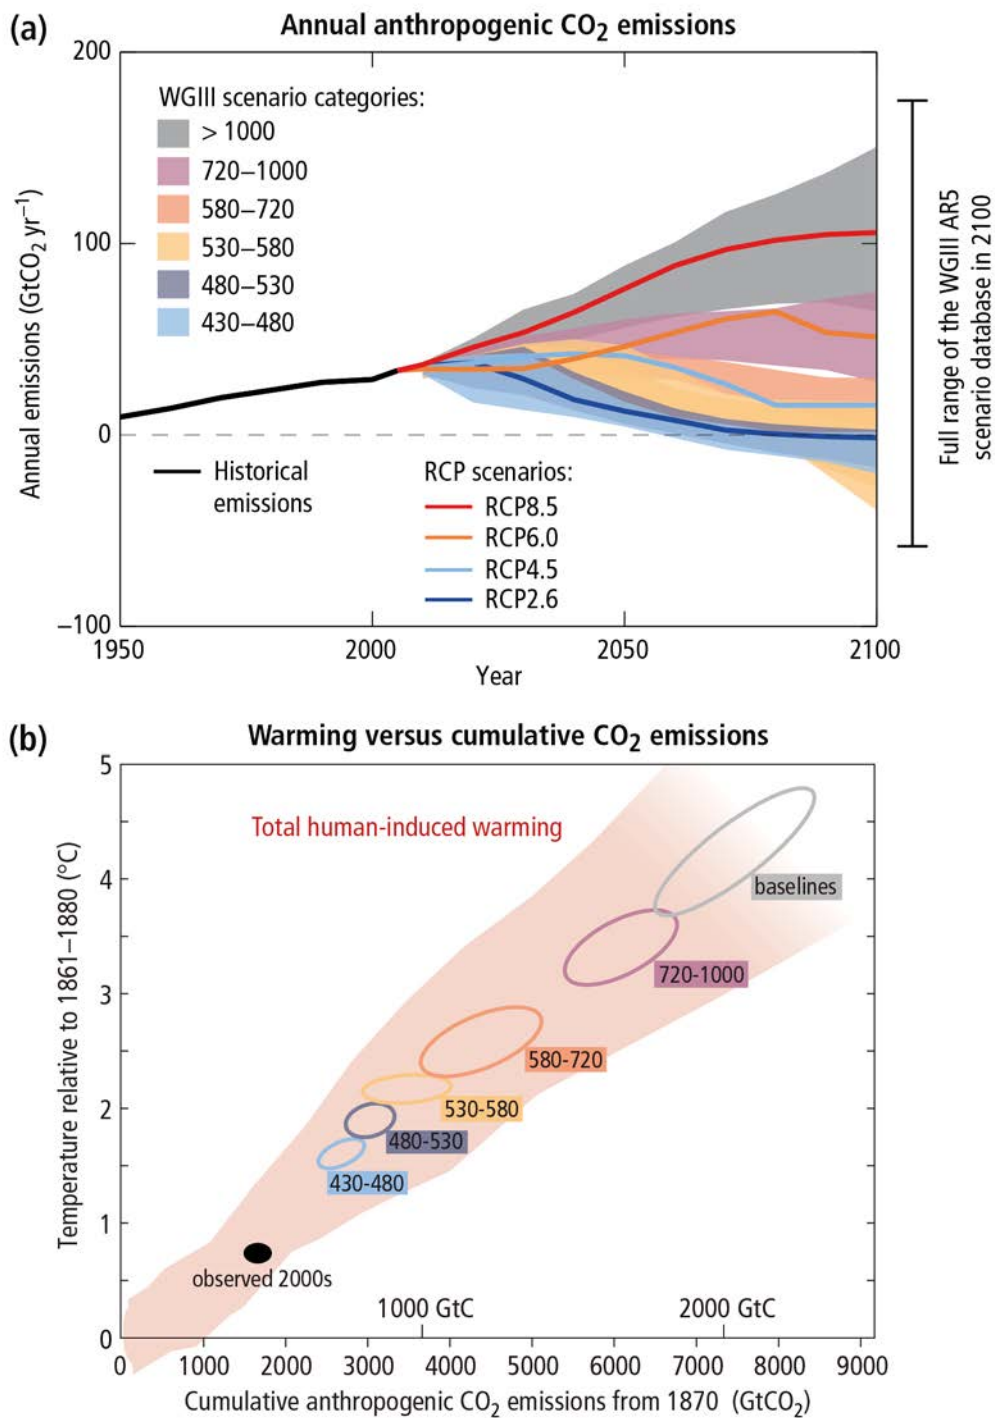 (a)
Annual anthropogenic CO₂ emissions
200
WGIII scenario categories:
> 1000
720–1000
580–720
530–580
480–530
430–480
100
0
–100
Annual emissions (GtCO₂ yr⁻¹)
Historical
emissions
RCP scenarios:
RCP8.5
RCP6.0
RCP4.5
RCP2.6
1950
2000
2050
2100
Year
Full range of the WGIII AR5
scenario database in 2100
(b)
Warming versus cumulative CO₂ emissions
5
4
3
2
1
0
Temperature relative to 1861–1880 (°C)
Total human-induced warming
baselines
720-1000
580-720
530-580
480-530
430-480
observed 2000s
1000 GtC
2000 GtC
0
1000
2000
3000
4000
5000
6000
7000
8000
9000
Cumulative anthropogenic CO₂ emissions from 1870 (GtCO₂)